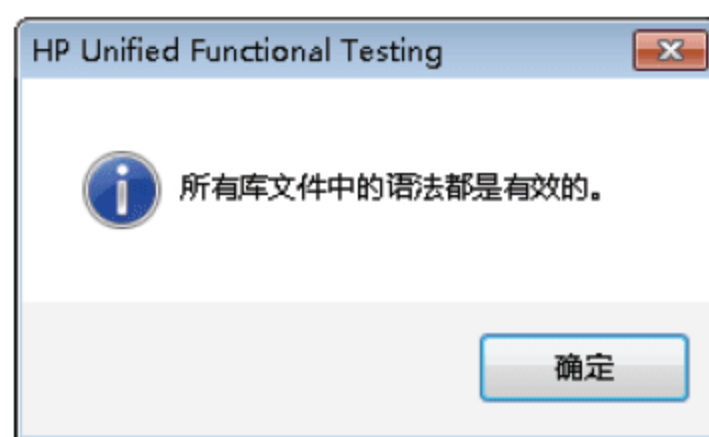 HP Unified Functional Testing
所有库文件中的语法都是有效的。
确定